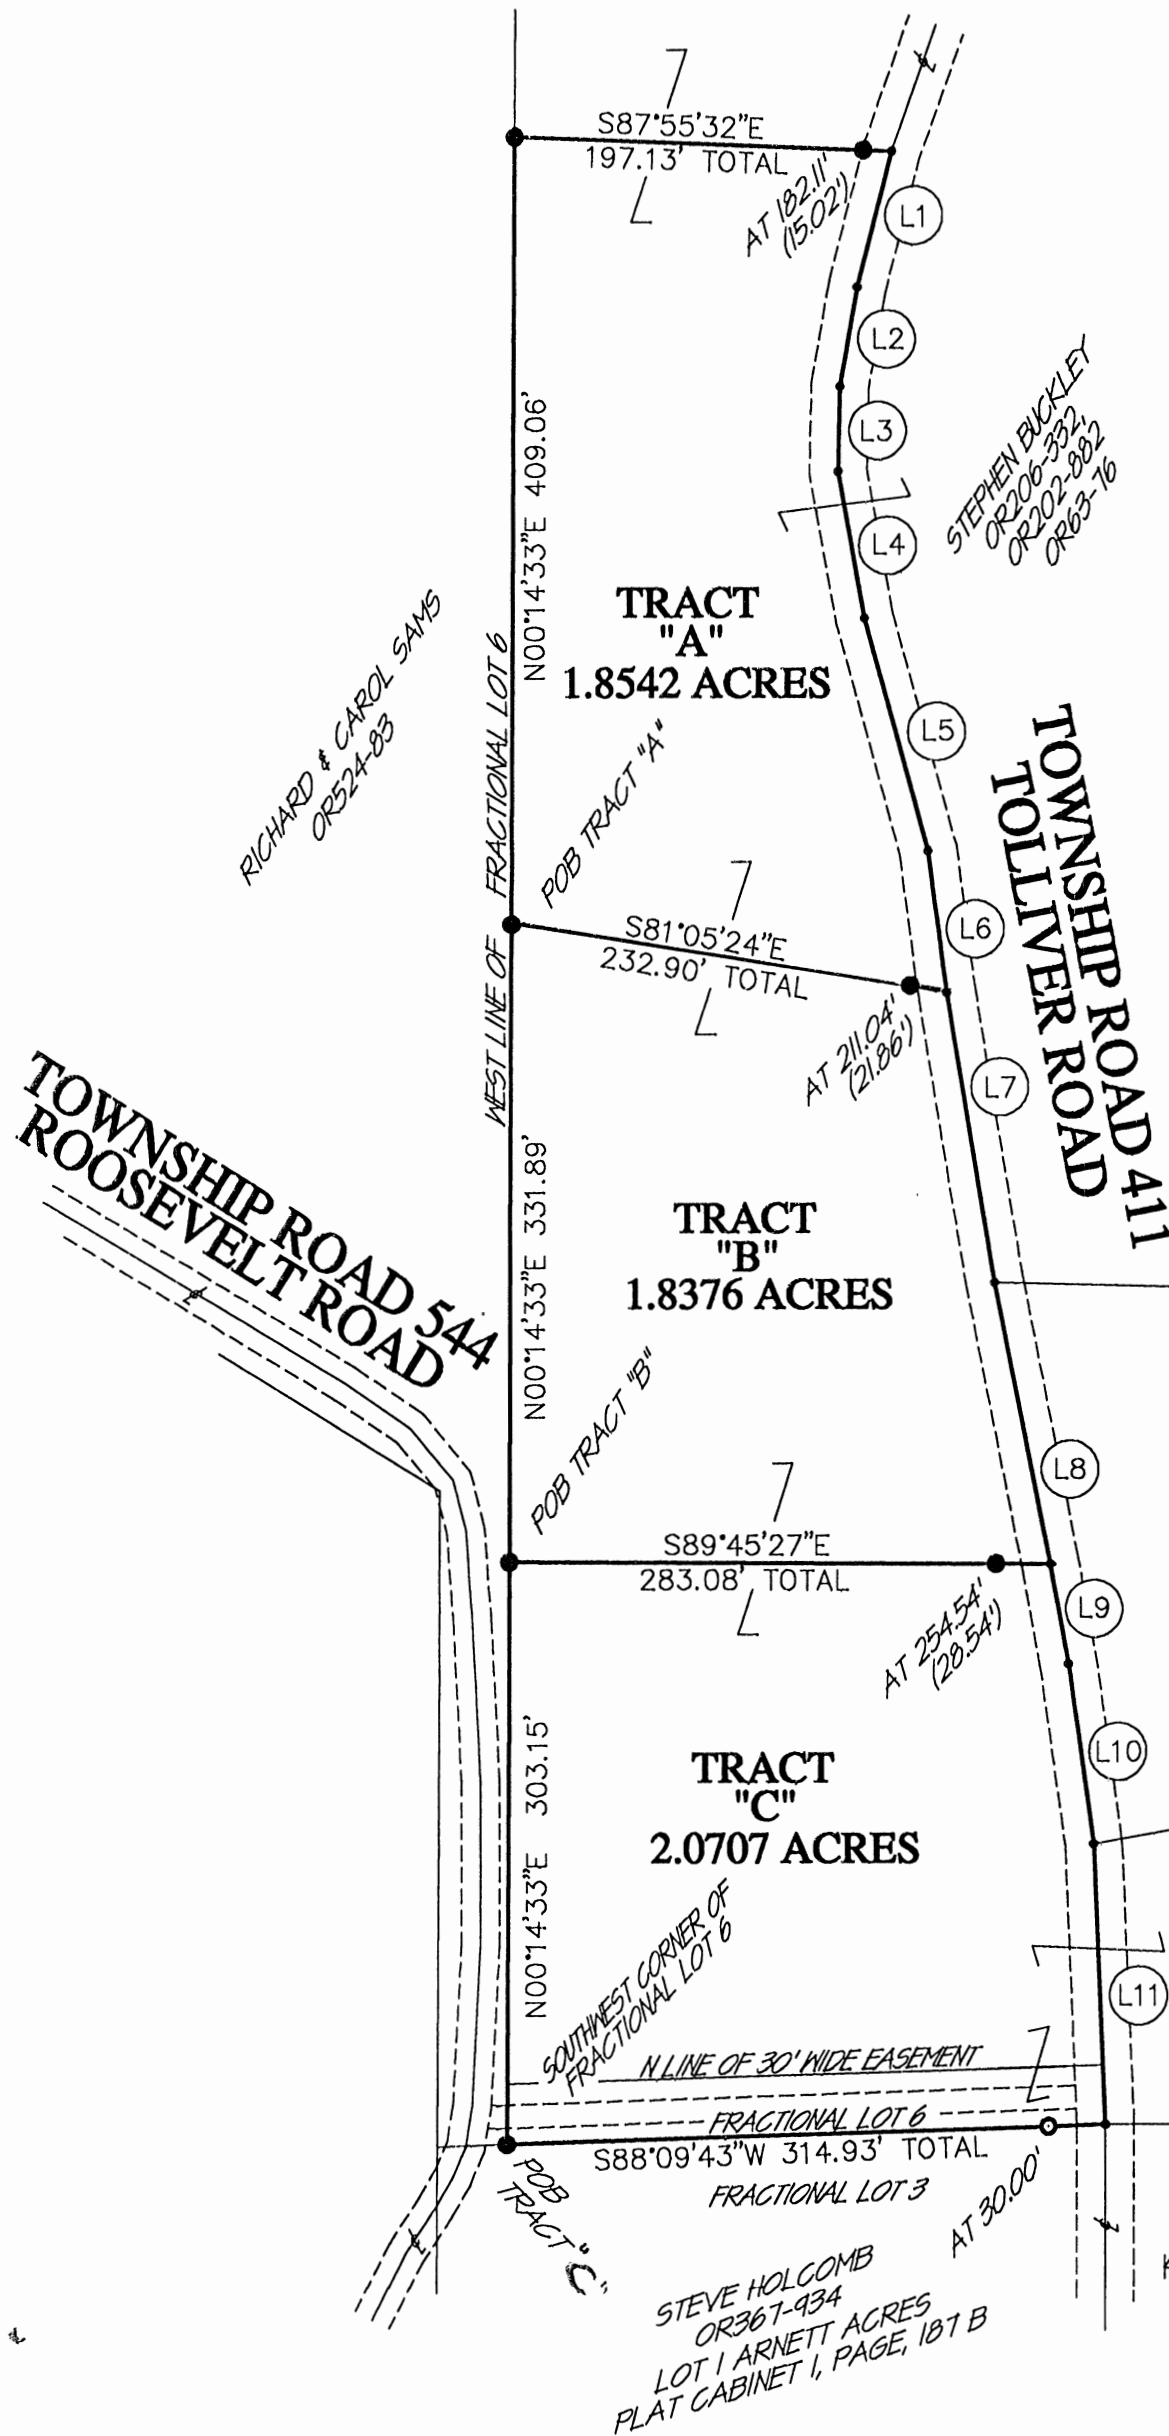 S87°55'32"E
197.13' TOTAL
AT 182.11'
(15.02')
L1
L2
L3
L4
STEPHEN BUCKLEY
OR206-332,
OR202-882
OR63-76
N00°14'33"E 409.06'
TRACT
"A"
1.8542 ACRES
RICHARD & CAROL SAMS
OR524-83
WEST LINE OF FRACTIONAL LOT 6
POB TRACT "A"
L5
TOWNSHIP ROAD 411
TOLLIVER ROAD
S81°05'24"E
232.90' TOTAL
AT 211.04'
(21.86')
L6
L7
TOWNSHIP ROAD 544
ROOSEVELT ROAD
N00°14'33"E 331.89'
TRACT
"B"
1.8376 ACRES
POB TRACT "B"
L8
S89°45'27"E
283.08' TOTAL
AT 254.54'
(28.54')
L9
L10
N00°14'33"E 303.15'
TRACT
"C"
2.0707 ACRES
SOUTHWEST CORNER OF
FRACTIONAL LOT 6
L11
N LINE OF 30' WIDE EASEMENT
FRACTIONAL LOT 6
S88°09'43"W 314.93' TOTAL
FRACTIONAL LOT 3
POB
TRACT "C"
AT 30.00'
STEVE HOLCOMB
OR367-934
LOT 1 ARNETT ACRES
PLAT CABINET 1, PAGE, 187 B